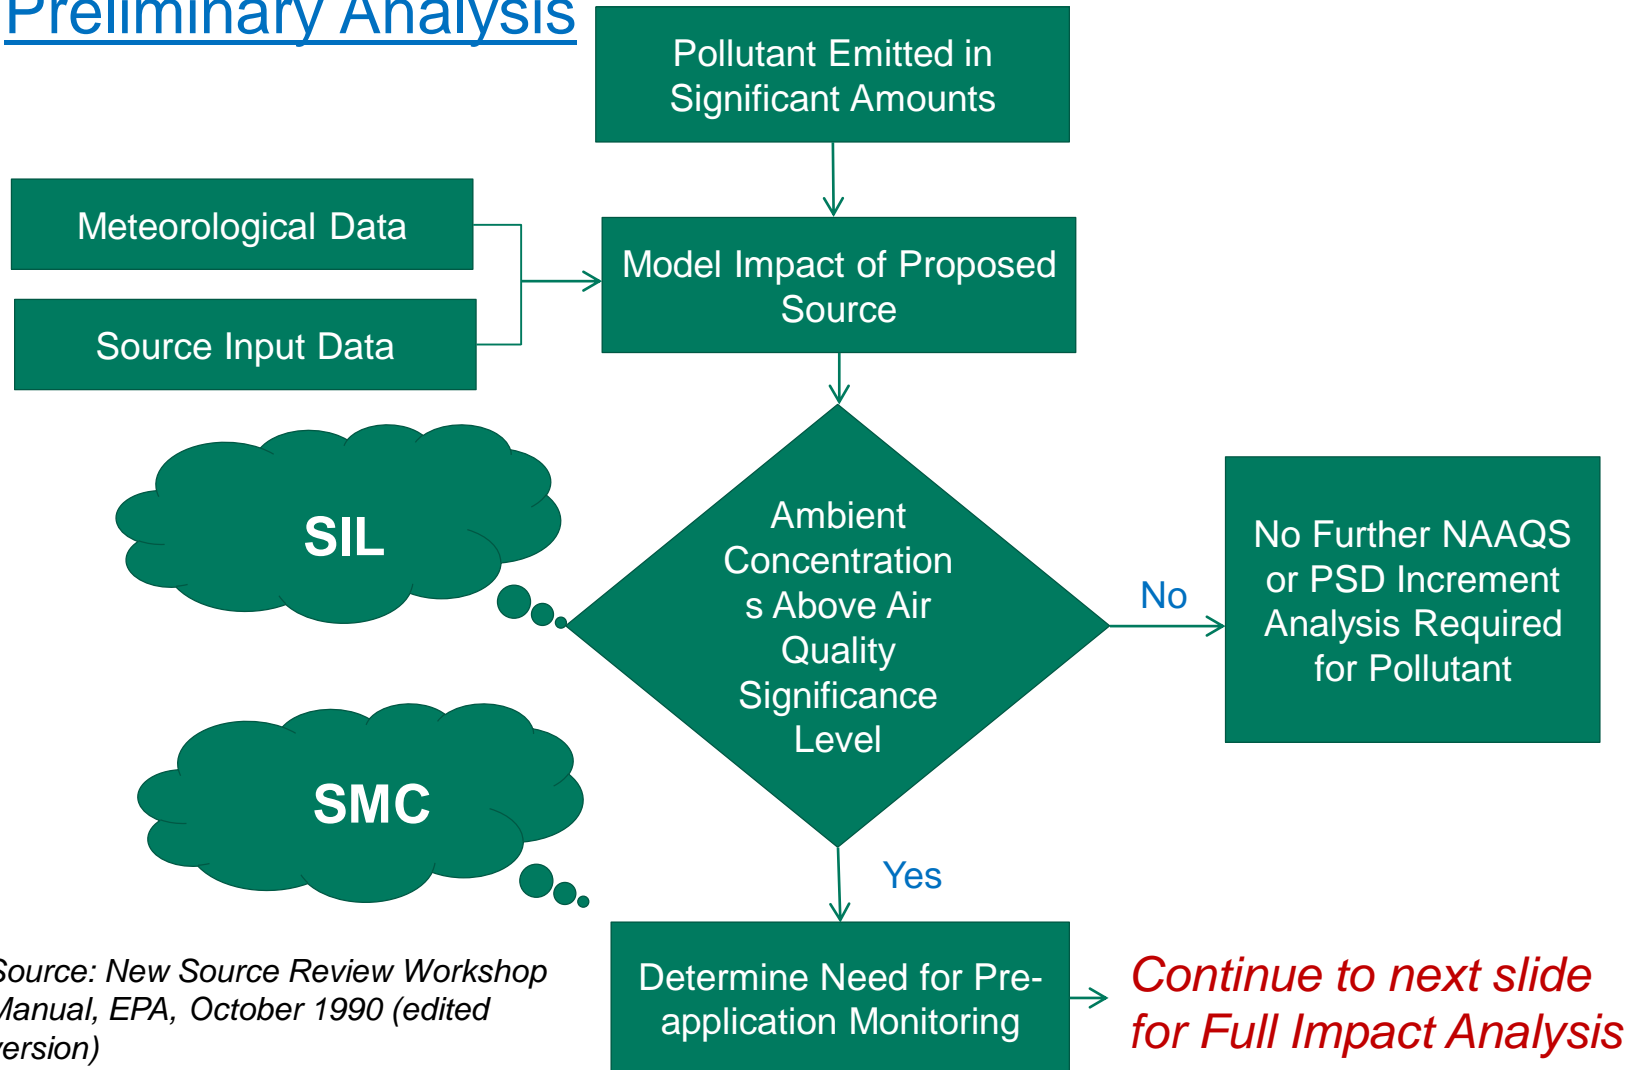 Preliminary Analysis
Pollutant Emitted in
Significant Amounts
Meteorological Data
Source Input Data
Model Impact of Proposed
Source
SIL
Ambient
Concentration
s Above Air
Quality
Significance
Level
No
No Further NAAQS
or PSD Increment
Analysis Required
for Pollutant
SMC
Yes
Determine Need for Pre-
application Monitoring
Continue to next slide
for Full Impact Analysis
Source: New Source Review Workshop
Manual, EPA, October 1990 (edited
version)